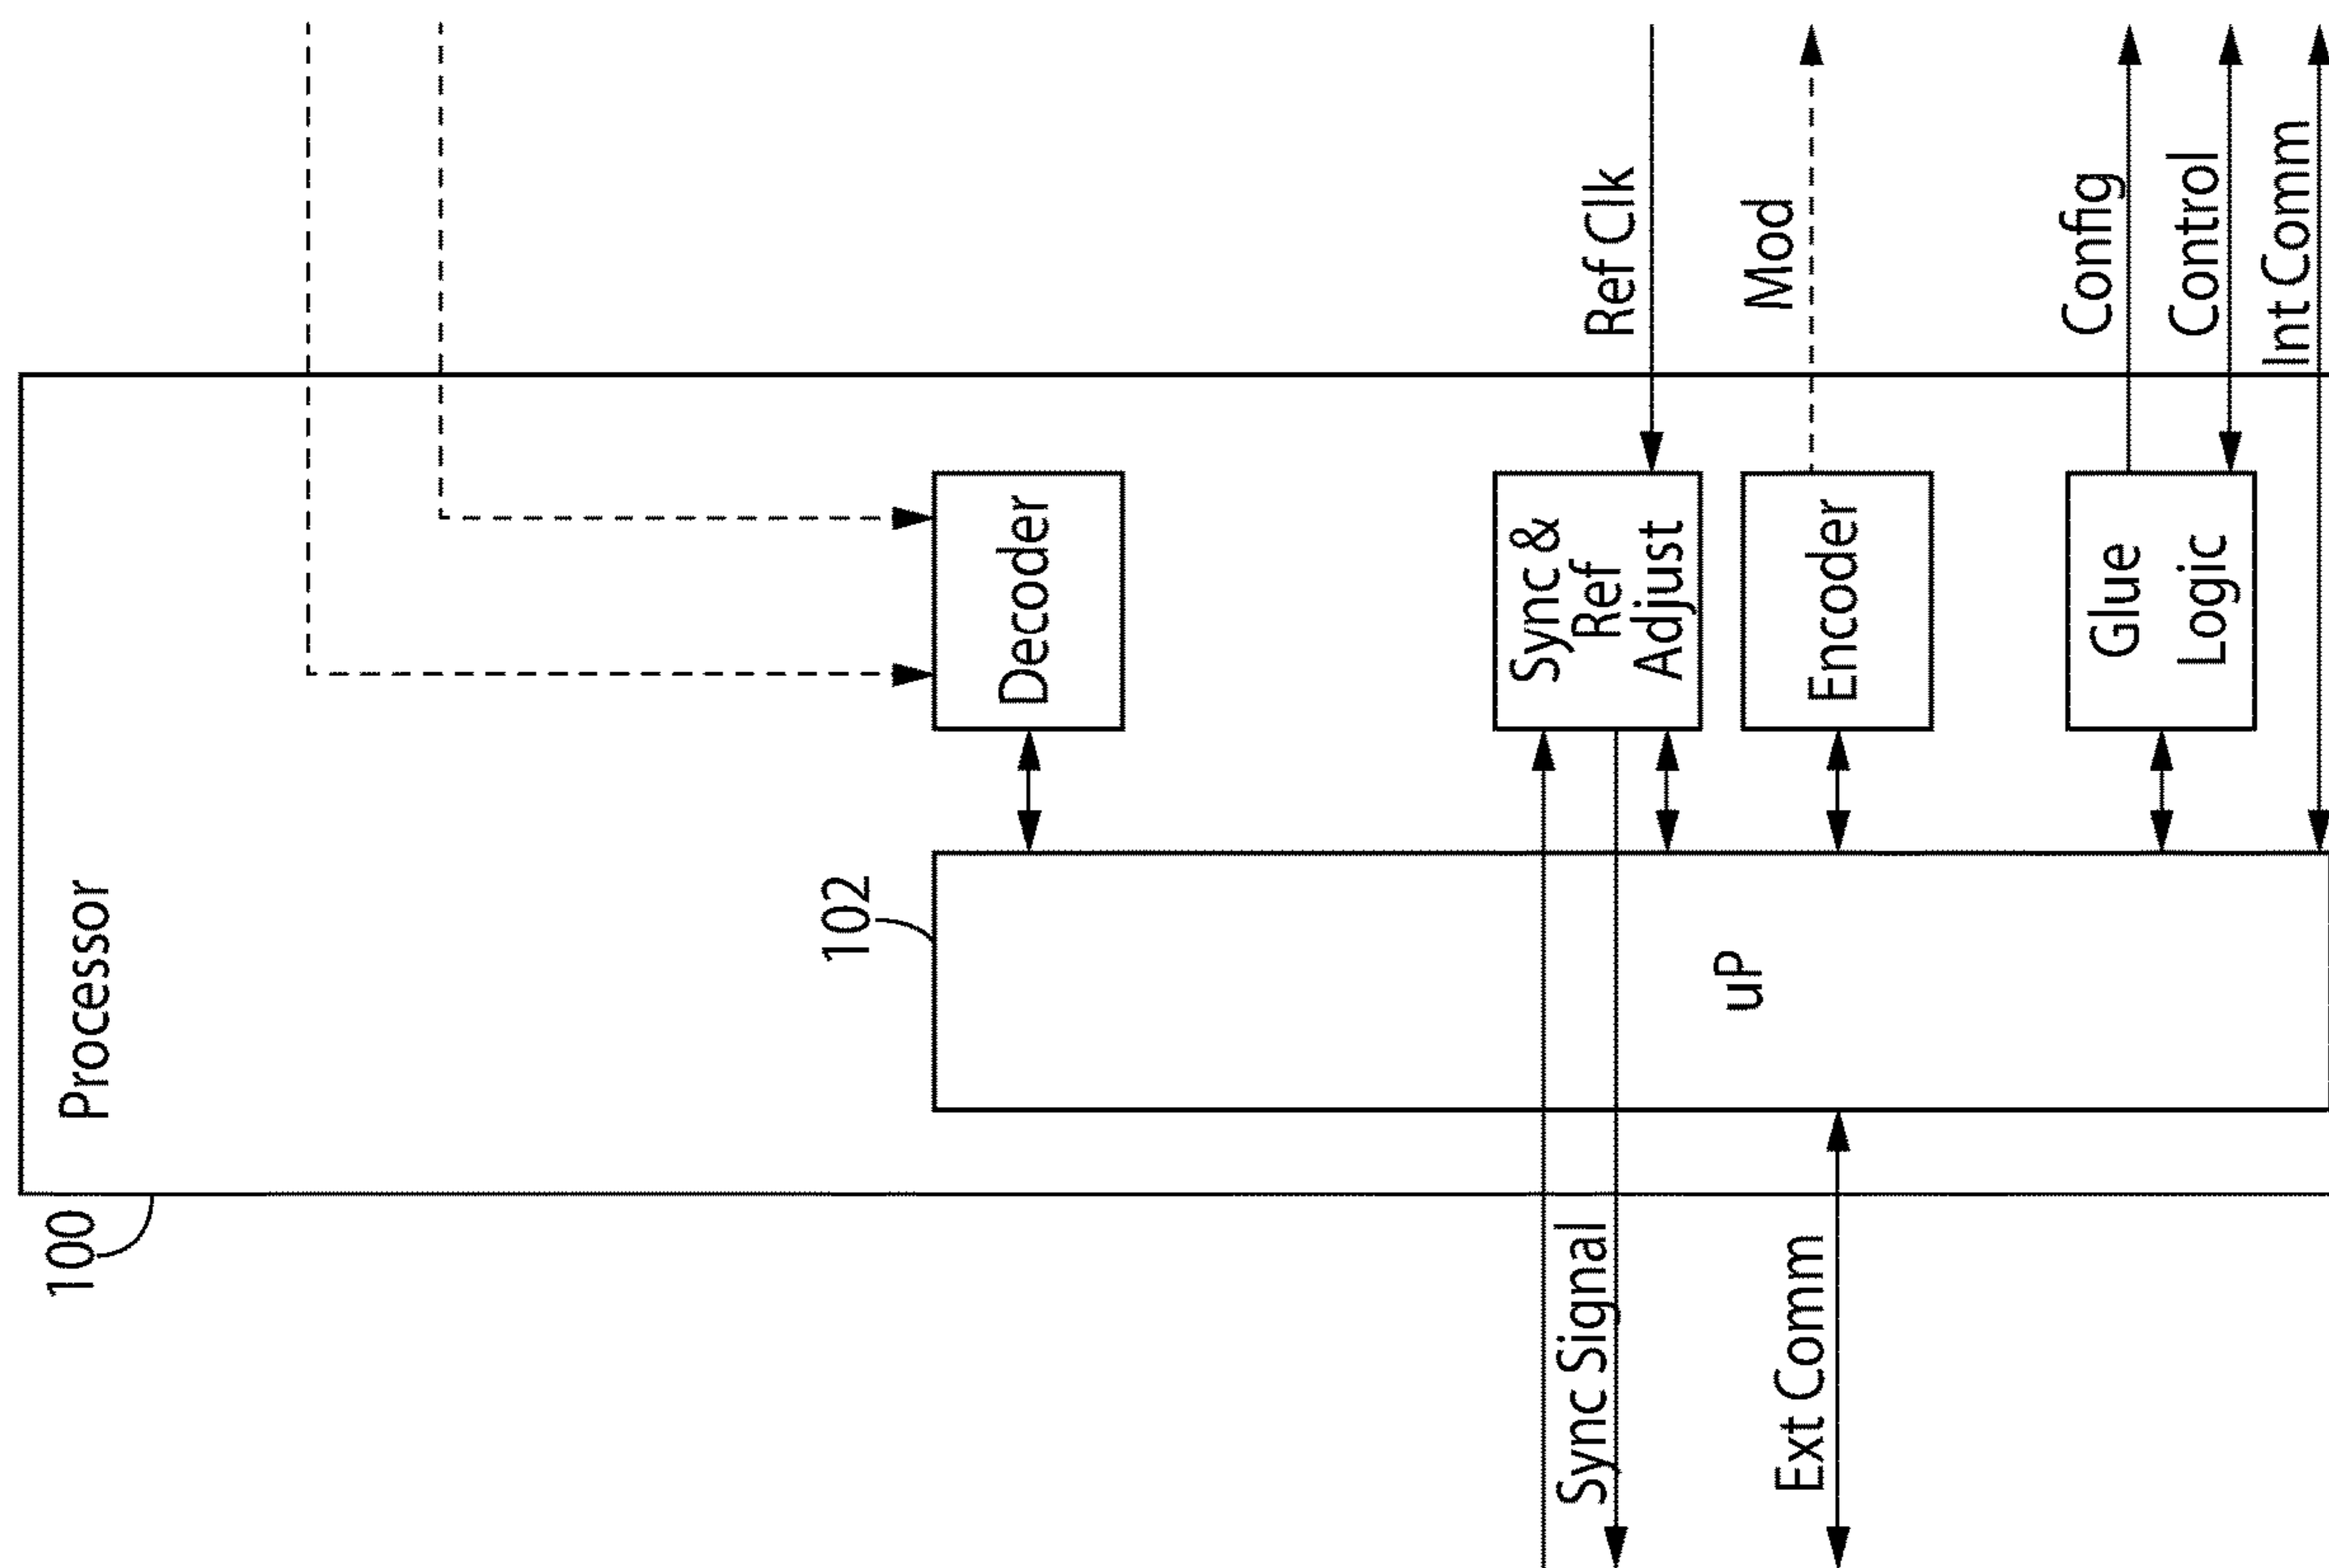 100
Processor
102
uP
Decoder
Sync &
Ref
Adjust
Encoder
Glue
Logic
Sync Signal
Ext Comm
Ref Clk
Mod
Config
Control
Int Comm